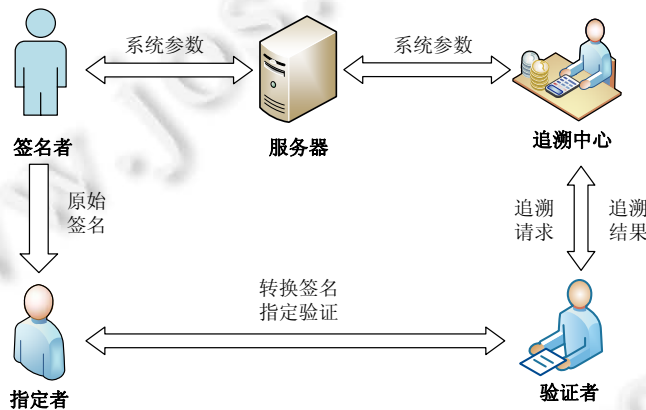 系统参数
系统参数
签名者
服务器
追溯中心
原始
签名
追溯
请求
追溯
结果
转换签名
指定验证
指定者
验证者